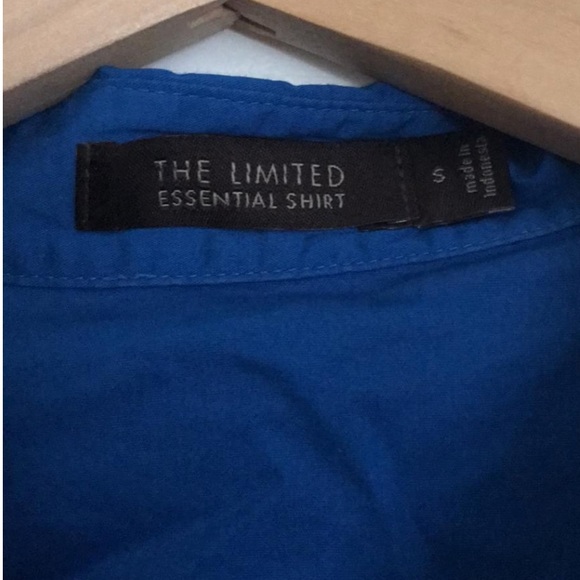 THE LIMITED
ESSENTIAL SHIRT
S
made in
Indonesia